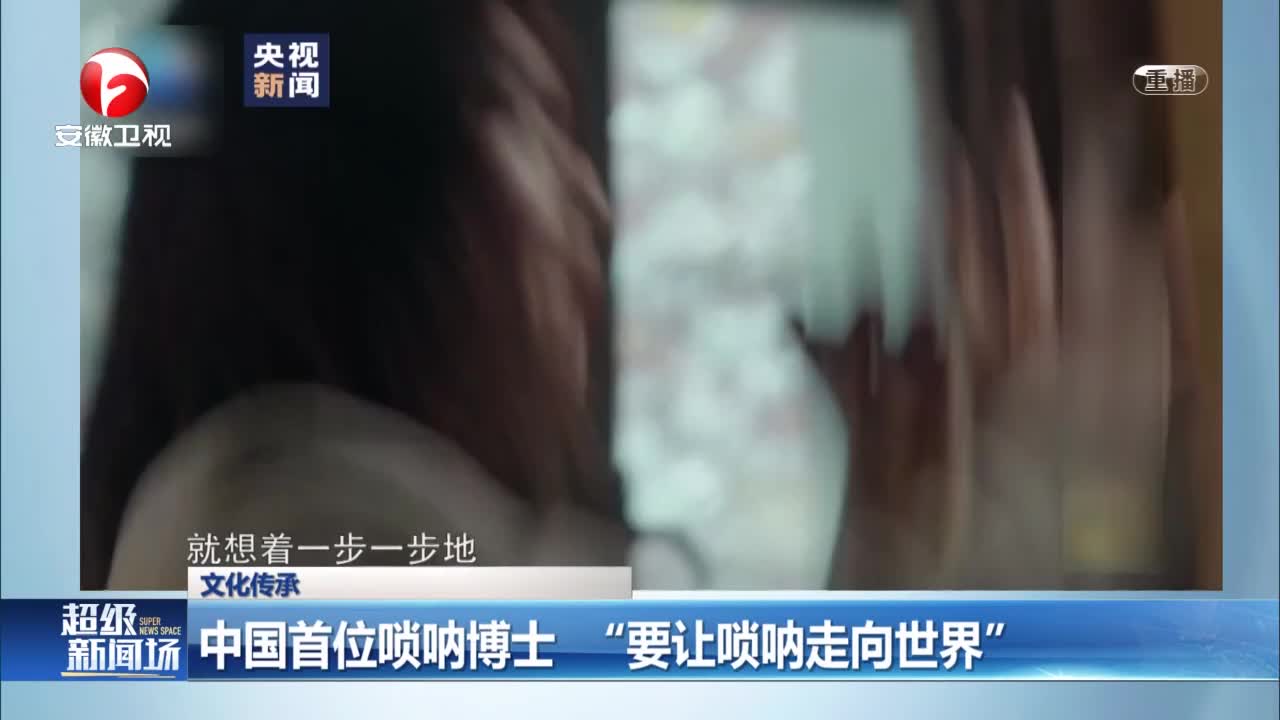 央视
新闻
安徽卫视
重播
就想着一步一步地
文化传承
超级
新闻场
SUPER
NEWS SPACE
中国首位唢呐博士 “要让唢呐走向世界”